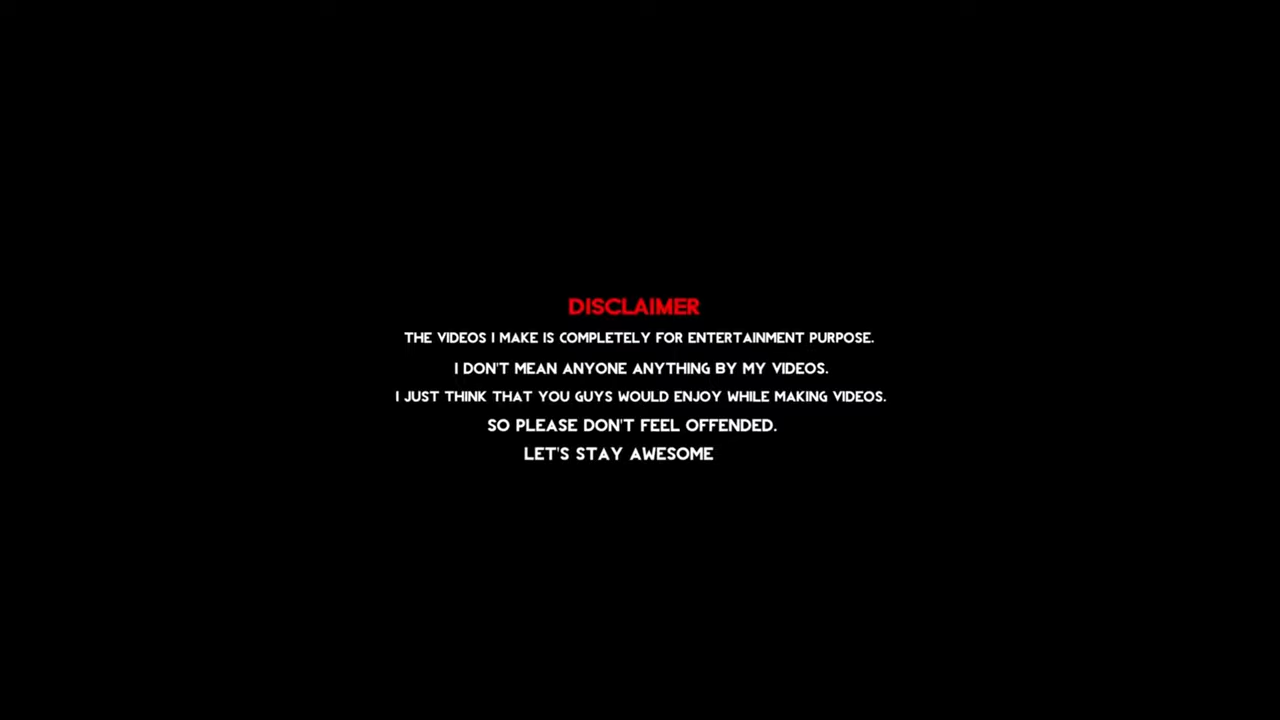 DISCLAIMER
THE VIDEOS I MAKE IS COMPLETELY FOR ENTERTAINMENT PURPOSE.
I DON'T MEAN ANYONE ANYTHING BY MY VIDEOS.
I JUST THINK THAT YOU GUYS WOULD ENJOY WHILE MAKING VIDEOS.
SO PLEASE DON'T FEEL OFFENDED.
LET'S STAY AWESOME